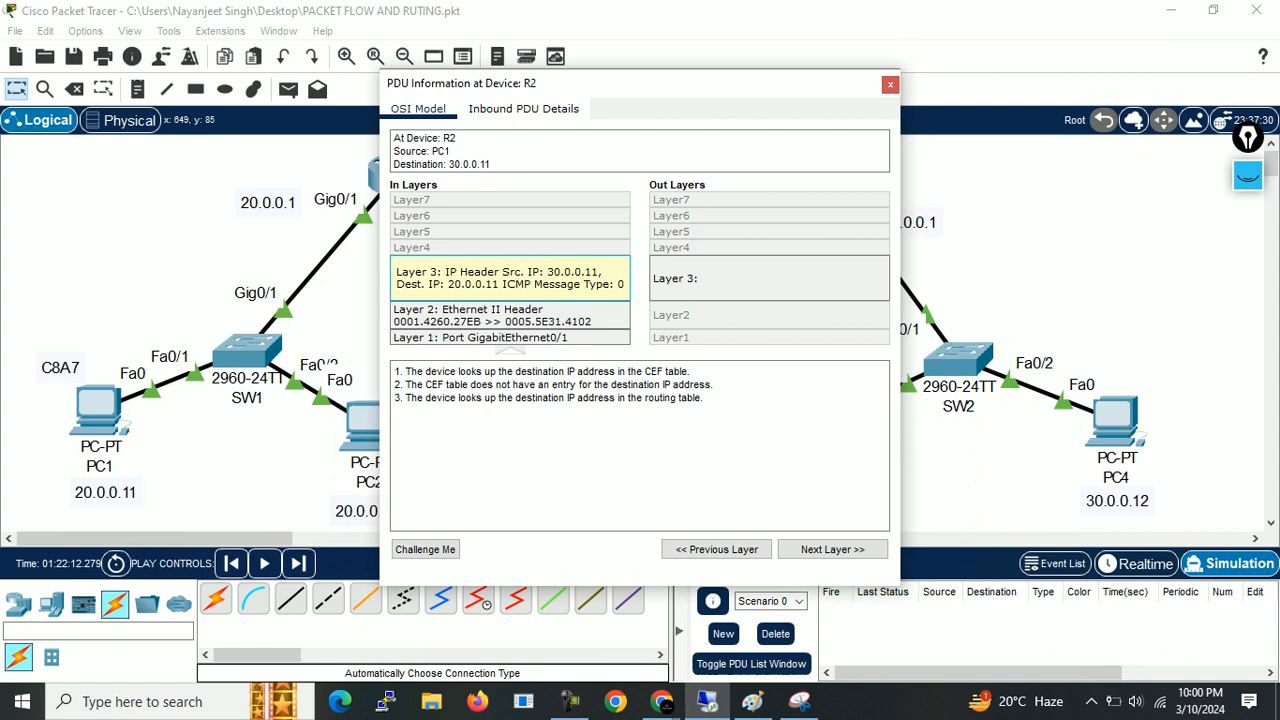 Cisco Packet Tracer - C:\Users\Nayanjeet Singh\Desktop\PACKET FLOW AND RUTING.pkt
File Edit Options View Tools Extensions Window Help
Logical Physical x: 649, y: 85
Root 23:37:30
PDU Information at Device: R2
OSI Model Inbound PDU Details
At Device: R2
Source: PC1
Destination: 30.0.0.11
In Layers Out Layers
Layer7 Layer7
Layer6 Layer6
Layer5 Layer5
Layer4 Layer4
Layer 3: IP Header Src. IP: 30.0.0.11,
Dest. IP: 20.0.0.11 ICMP Message Type: 0
Layer 3:
Layer 2: Ethernet II Header
0001.4260.27EB >> 0005.5E31.4102
Layer2
Layer 1: Port GigabitEthernet0/1
Layer1
1. The device looks up the destination IP address in the CEF table.
2. The CEF table does not have an entry for the destination IP address.
3. The device looks up the destination IP address in the routing table.
Challenge Me << Previous Layer Next Layer >>
20.0.0.1
Gig0/1
Gig0/1
Fa0/1
C8A7
Fa0
2960-24TT
SW1
Fa0
PC-PT
PC1
20.0.0.11
PC2
.0.0.1
0/1
2960-24TT
SW2
Fa0/2
Fa0
PC-PT
PC4
30.0.0.12
Time: 01:22:12.279 PLAY CONTROLS:
Event List Realtime Simulation
Scenario 0
New Delete
Toggle PDU List Window
Fire Last Status Source Destination Type Color Time(sec) Periodic Num Edit
Automatically Choose Connection Type
Type here to search
1
20°C Haze
10:00 PM
3/10/2024